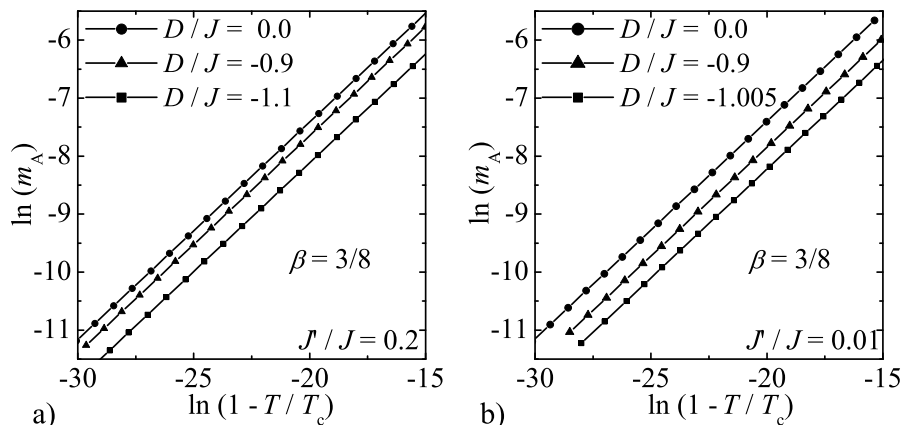 D / J = 0.0
D / J = -0.9
D / J = -1.1
β = 3/8
J' / J = 0.2
-6
-7
-8
-9
-10
-11
ln (m_A)
-30
-25
-20
-15
ln (1 - T / T_c)
a)
D / J = 0.0
D / J = -0.9
D / J = -1.005
β = 3/8
J' / J = 0.01
-6
-7
-8
-9
-10
-11
ln (m_A)
-30
-25
-20
-15
ln (1 - T / T_c)
b)